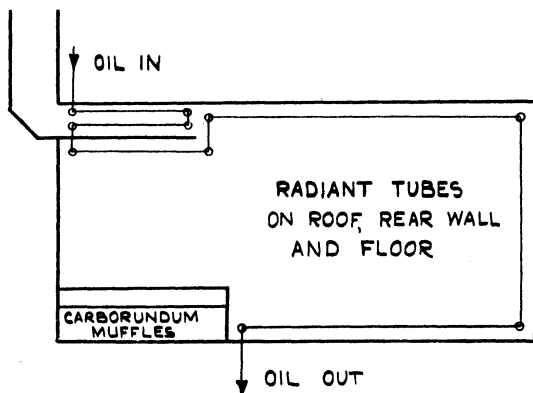 OIL IN
RADIANT TUBES
ON ROOF, REAR WALL
AND FLOOR
CARBORUNDUM
MUFFLES
OIL OUT